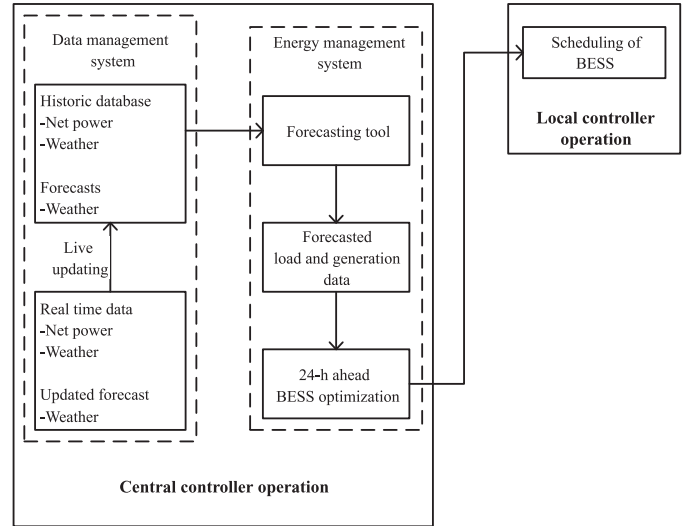 Data management
system
Historic database
-Net power
-Weather
Forecasts
-Weather
Live
updating
Real time data
-Net power
-Weather
Updated forecast
-Weather
Energy management
system
Forecasting tool
Forecasted
load and generation
data
24-h ahead
BESS optimization
Central controller operation
Scheduling of
BESS
Local controller
operation